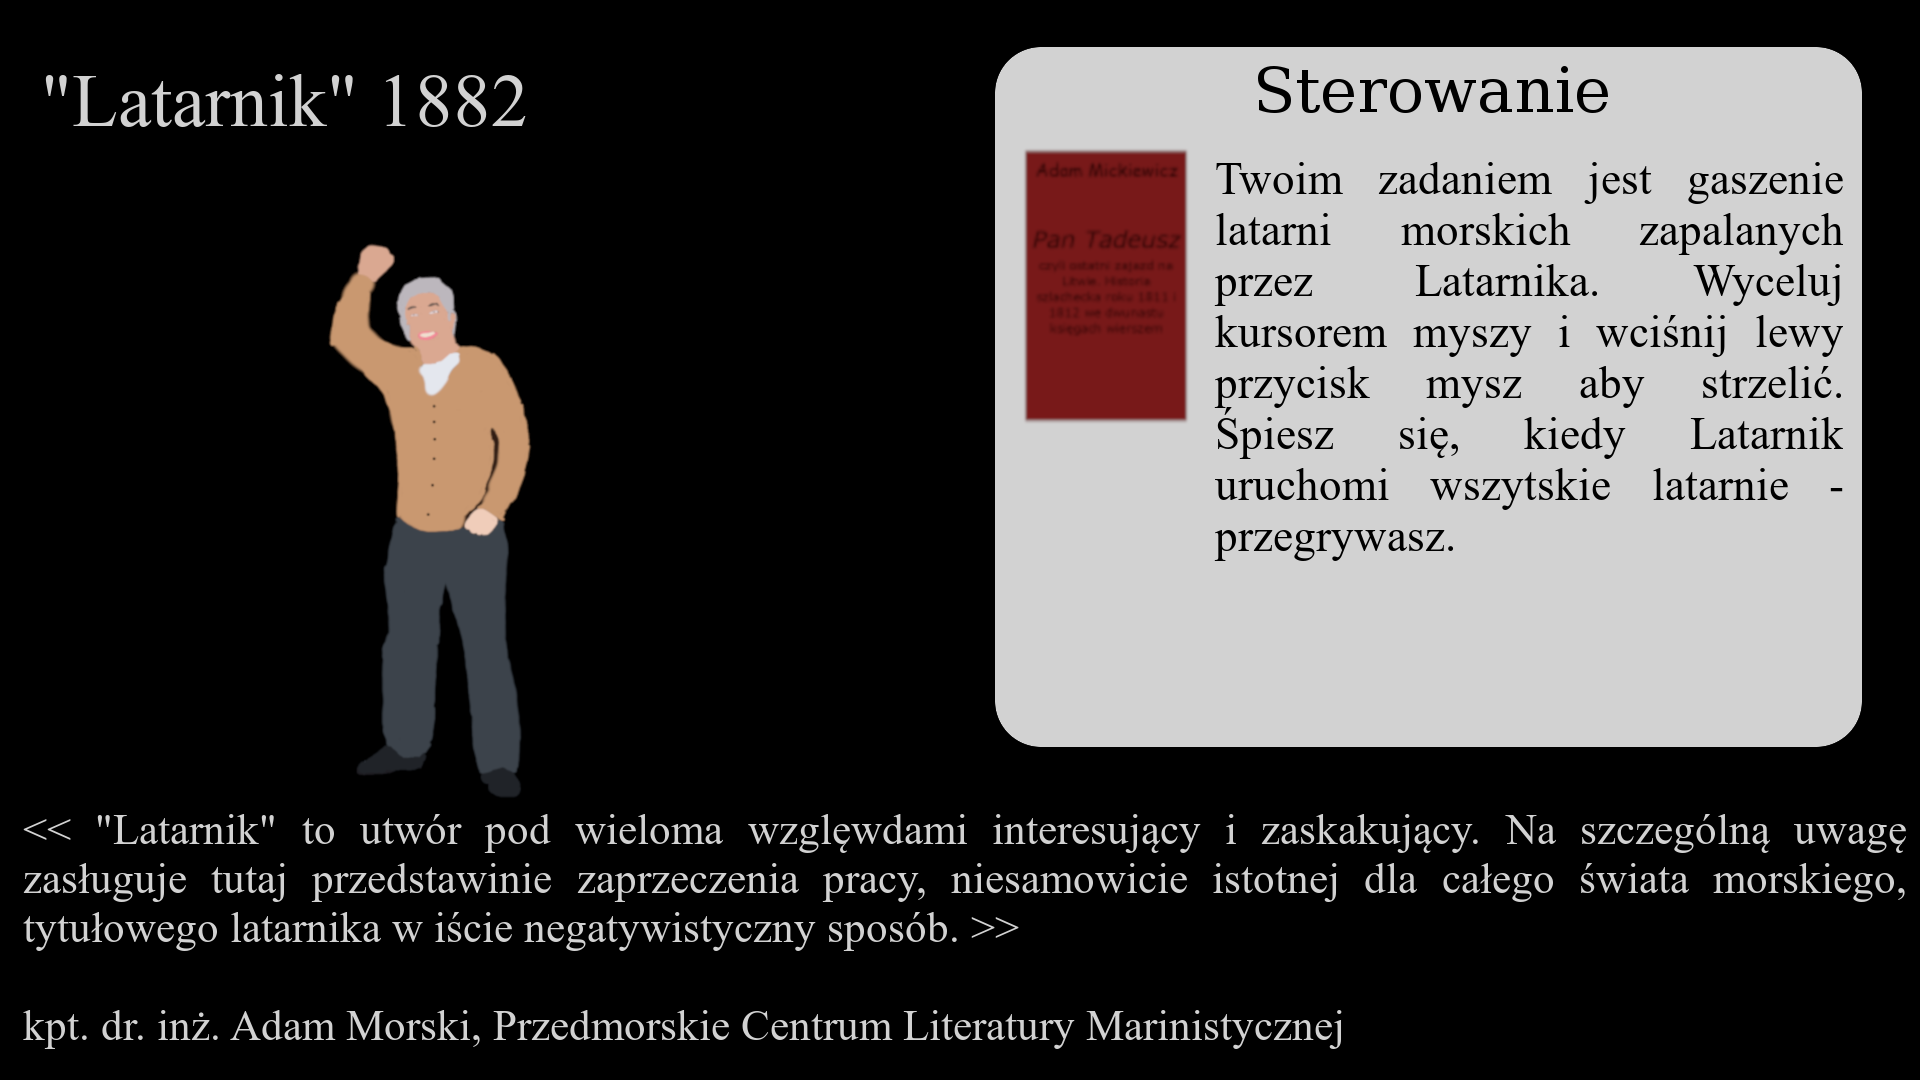 "Latarnik" 1882
Sterowanie
Adam Mickiewicz
Pan Tadeusz
czyli ostatni zajazd na
Litwie. Historia
szlachecka roku 1811 i
1812 we dwunastu
księgach wierszem
Twoim zadaniem jest gaszenie
latarni morskich zapalanych
przez Latarnika. Wyceluj
kursorem myszy i wciśnij lewy
przycisk mysz aby strzelić.
Śpiesz się, kiedy Latarnik
uruchomi wszytskie latarnie -
przegrywasz.
<< "Latarnik" to utwór pod wieloma wzglęwdami interesujący i zaskakujący. Na szczególną uwagę
zasługuje tutaj przedstawinie zaprzeczenia pracy, niesamowicie istotnej dla całego świata morskiego,
tytułowego latarnika w iście negatywistyczny sposób. >>
kpt. dr. inż. Adam Morski, Przedmorskie Centrum Literatury Marinistycznej